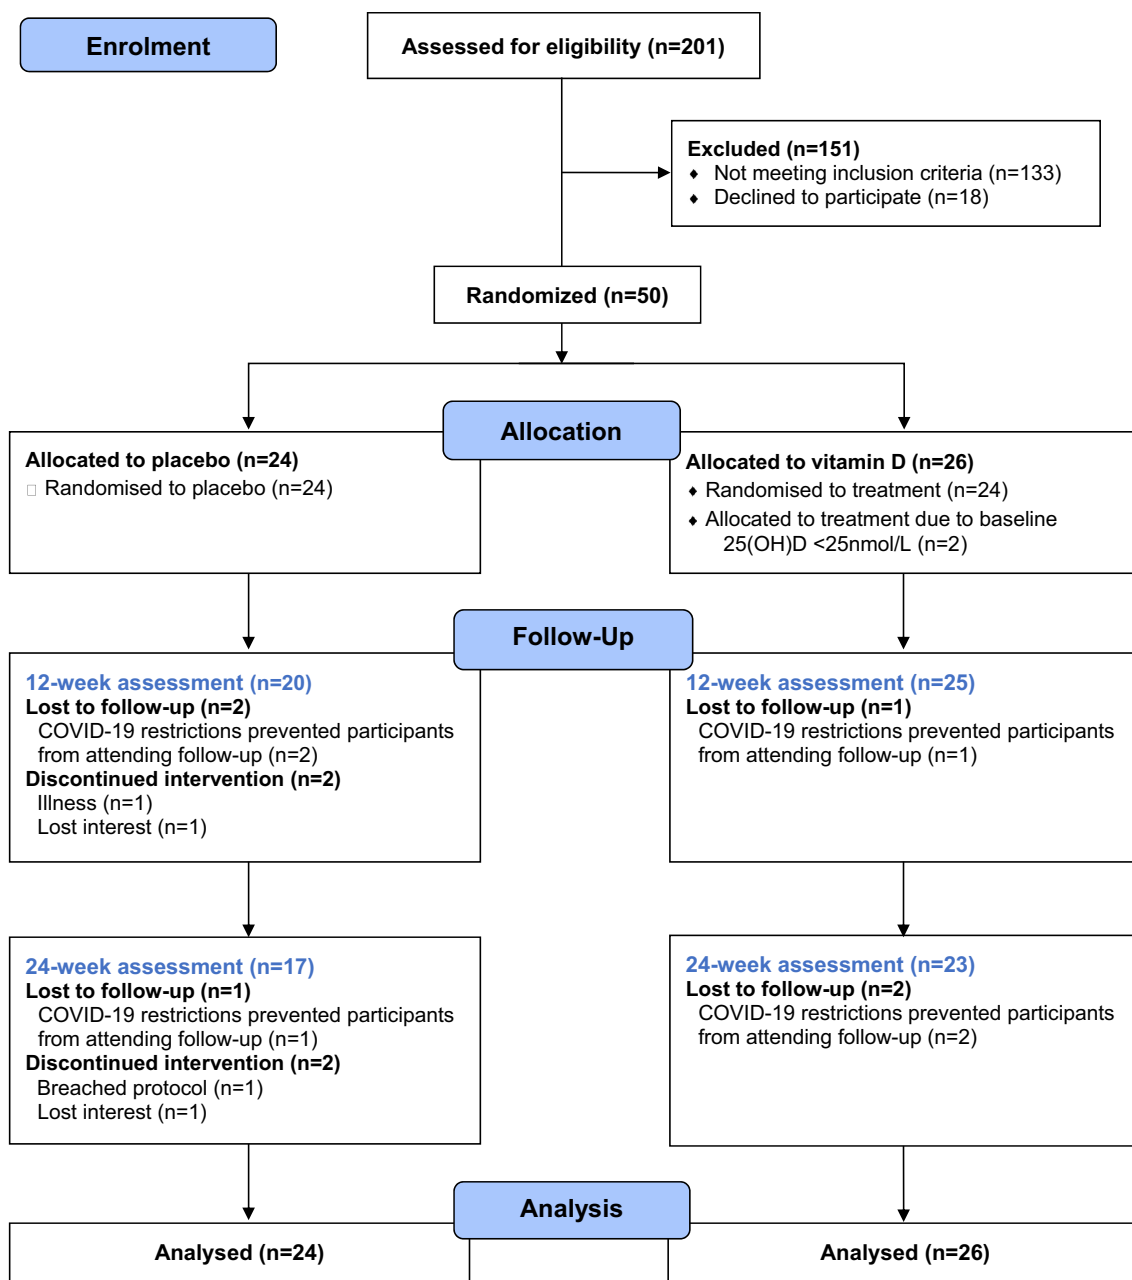 Enrolment
Assessed for eligibility (n=201)
Excluded (n=151)
♦ Not meeting inclusion criteria (n=133)
♦ Declined to participate (n=18)
Randomized (n=50)
Allocation
Allocated to placebo (n=24)
□ Randomised to placebo (n=24)
Allocated to vitamin D (n=26)
♦ Randomised to treatment (n=24)
♦ Allocated to treatment due to baseline
25(OH)D <25nmol/L (n=2)
Follow-Up
12-week assessment (n=20)
Lost to follow-up (n=2)
COVID-19 restrictions prevented participants
from attending follow-up (n=2)
Discontinued intervention (n=2)
Illness (n=1)
Lost interest (n=1)
12-week assessment (n=25)
Lost to follow-up (n=1)
COVID-19 restrictions prevented participants
from attending follow-up (n=1)
24-week assessment (n=17)
Lost to follow-up (n=1)
COVID-19 restrictions prevented participants
from attending follow-up (n=1)
Discontinued intervention (n=2)
Breached protocol (n=1)
Lost interest (n=1)
24-week assessment (n=23)
Lost to follow-up (n=2)
COVID-19 restrictions prevented participants
from attending follow-up (n=2)
Analysis
Analysed (n=24)
Analysed (n=26)